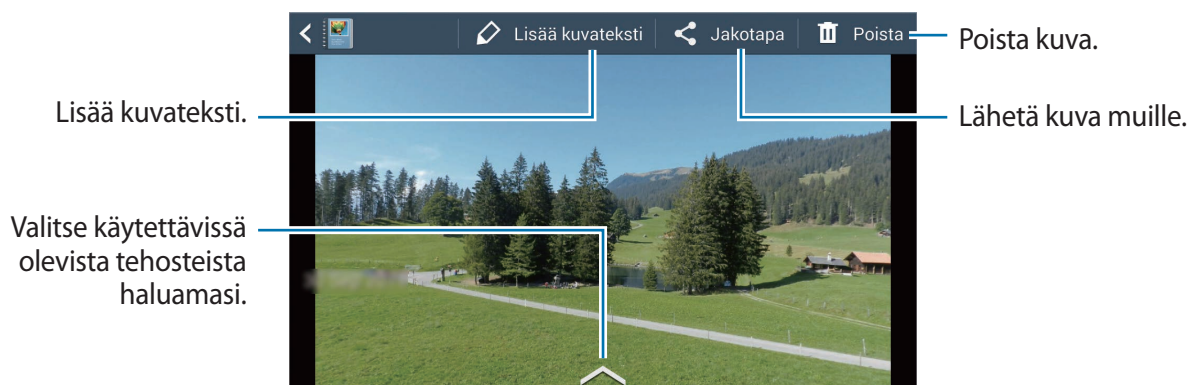 Lisää kuvateksti
Jakotapa
Poista
Poista kuva.
Lisää kuvateksti.
Lähetä kuva muille.
Valitse käytettävissä
olevista tehosteista
haluamasi.